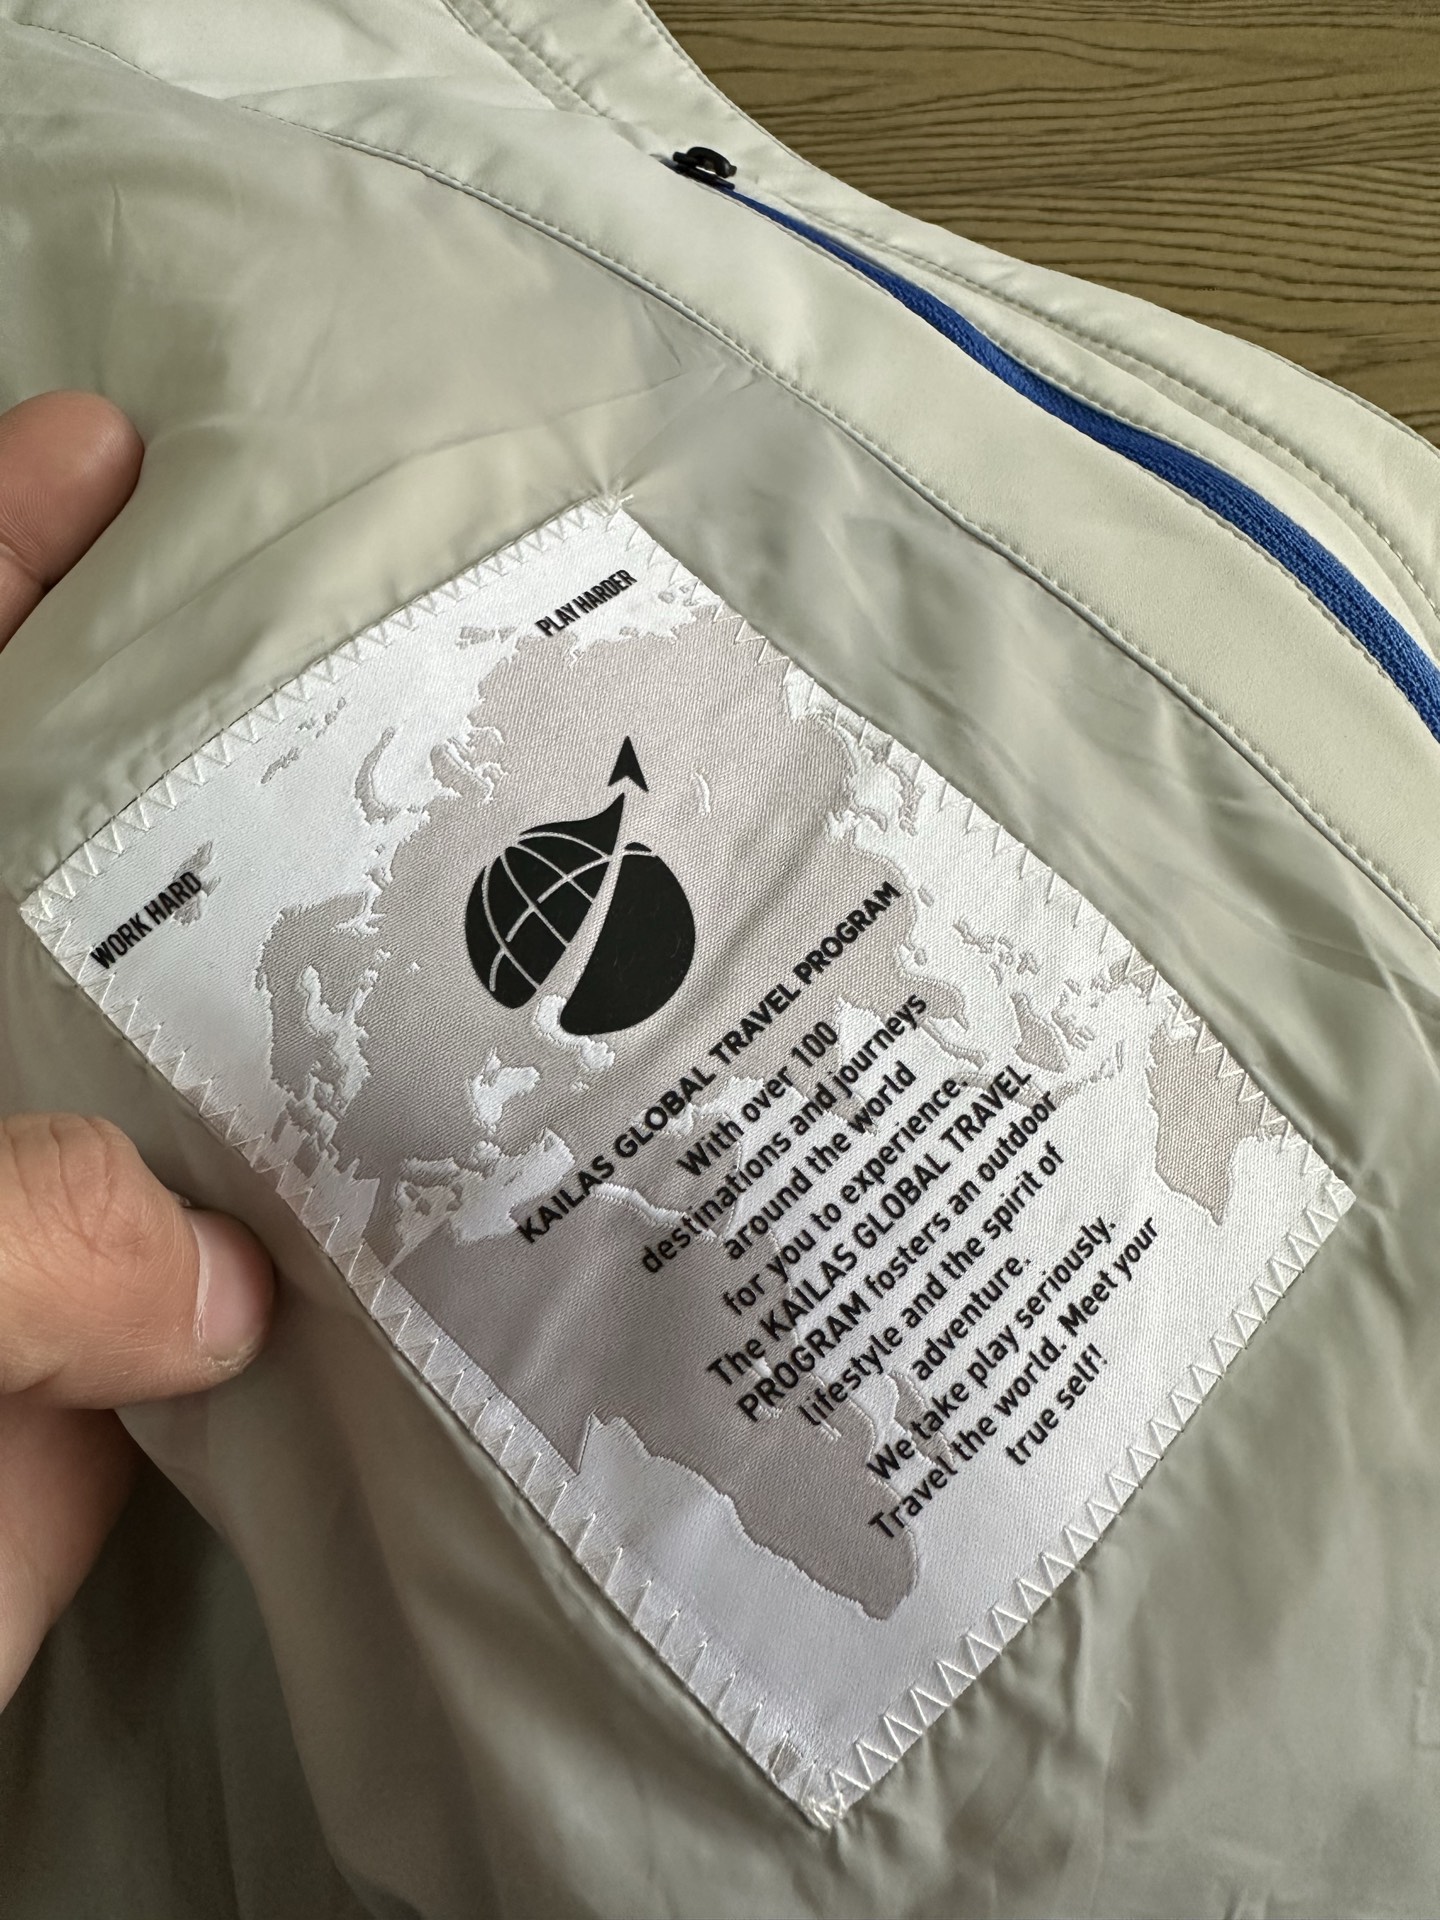 WORK HARD
PLAY HARDER
KAILAS GLOBAL TRAVEL PROGRAM
With over 100
destinations and journeys
around the world
for you to experience.
The KAILAS GLOBAL TRAVEL
PROGRAM fosters an outdoor
lifestyle and the spirit of
adventure.
We take play seriously.
Travel the world. Meet your
true self!